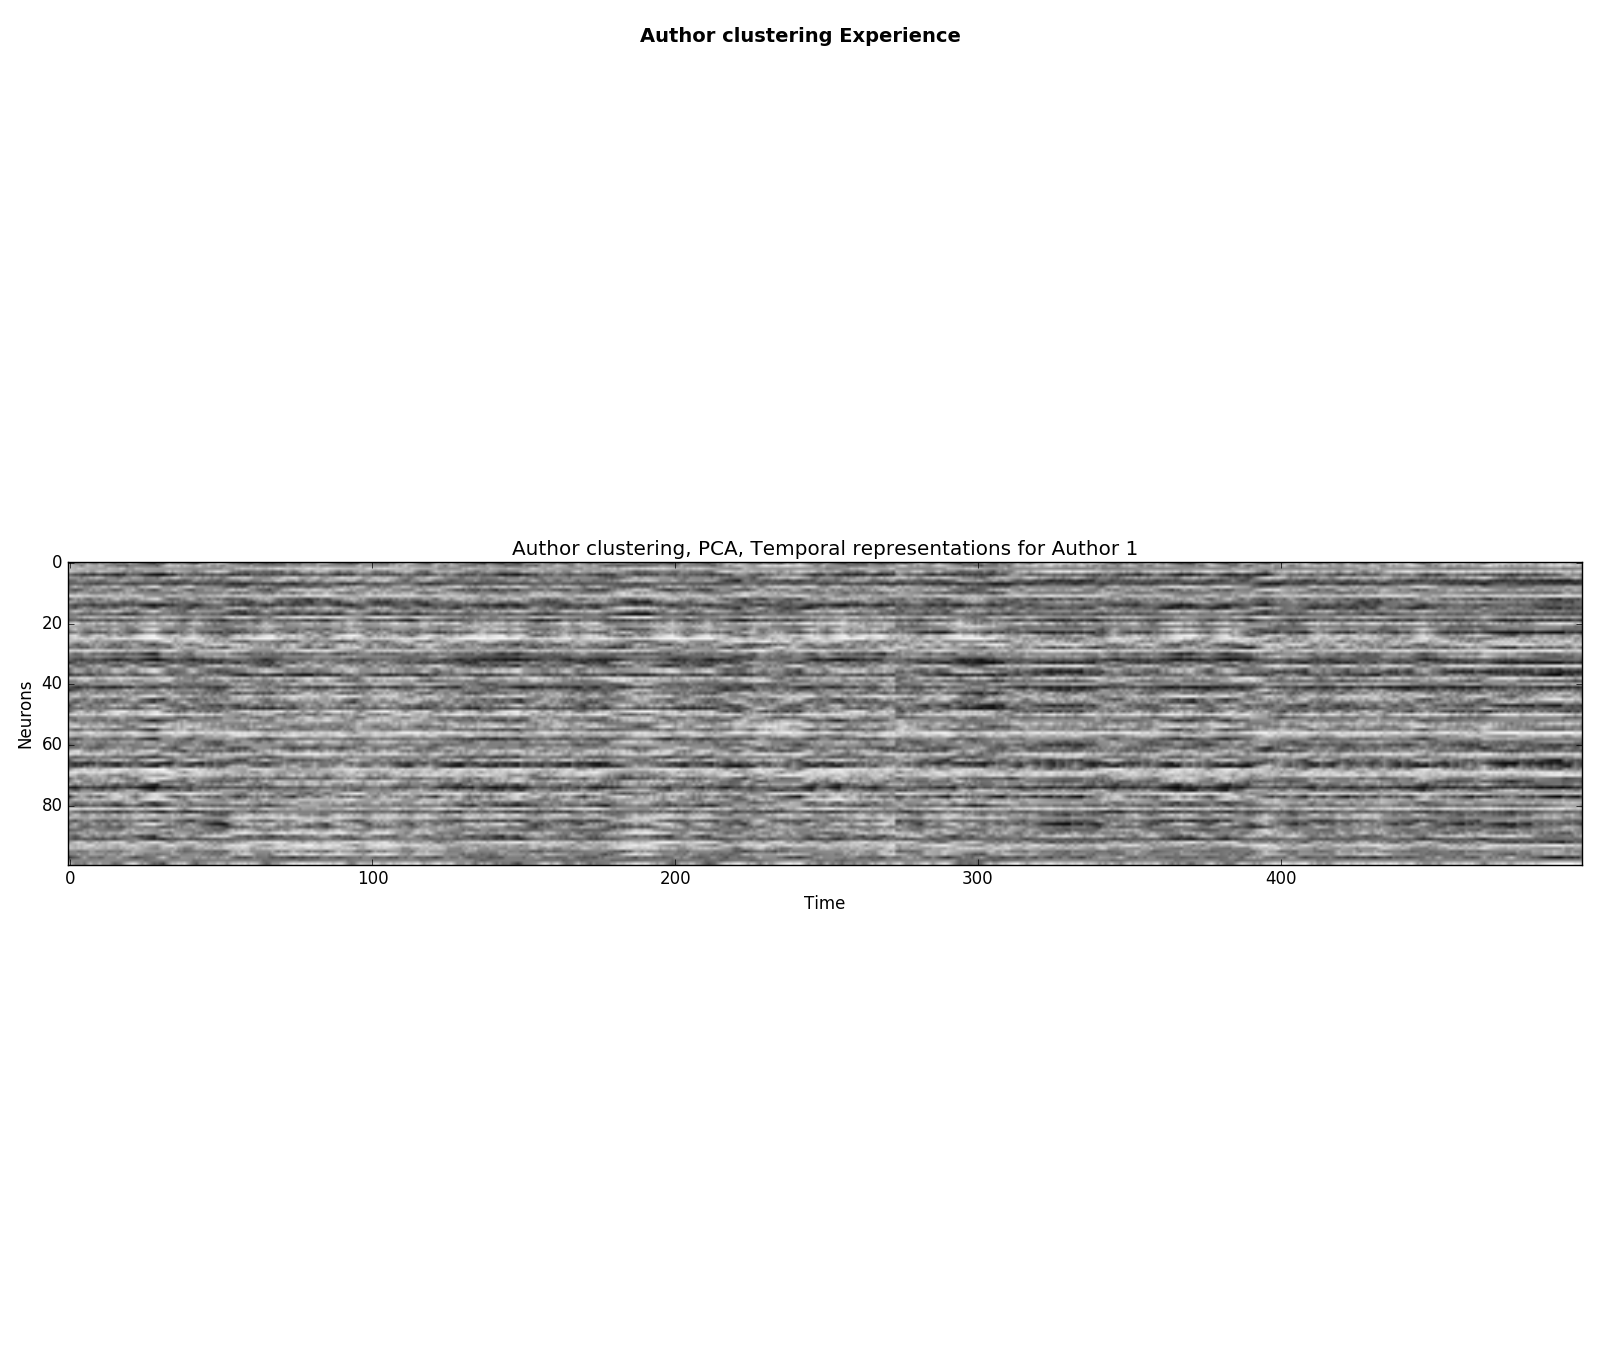 Author clustering Experience
Author clustering, PCA, Temporal representations for Author 1
0
20
40
60
80
Neurons
0 100 200 300 400
Time